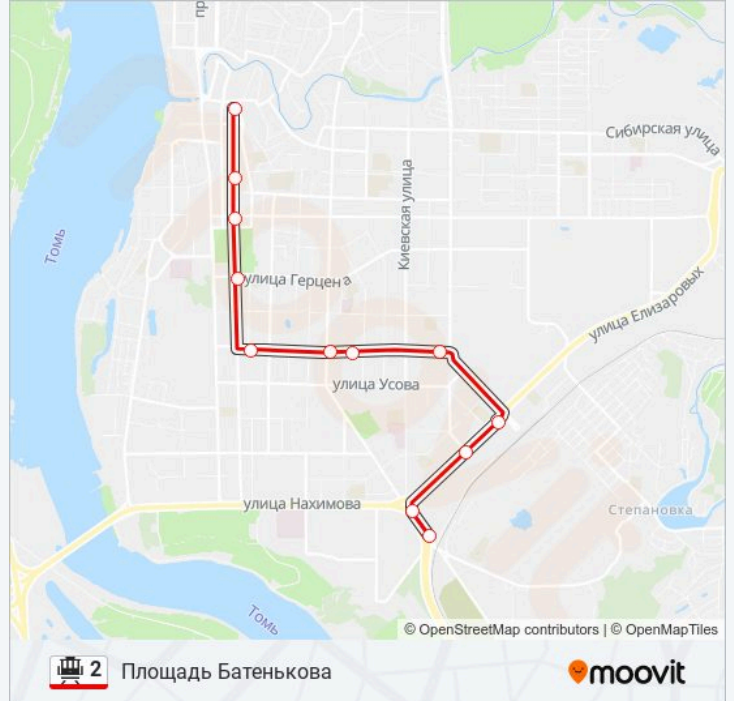 пр
Сибирская улица
Киевская улица
Томь
улица Герцена
улица Елизаровых
улица Усова
улица Нахимова
Степановка
Томь
© OpenStreetMap contributors | © OpenMapTiles
2 Площадь Батенькова
moovit